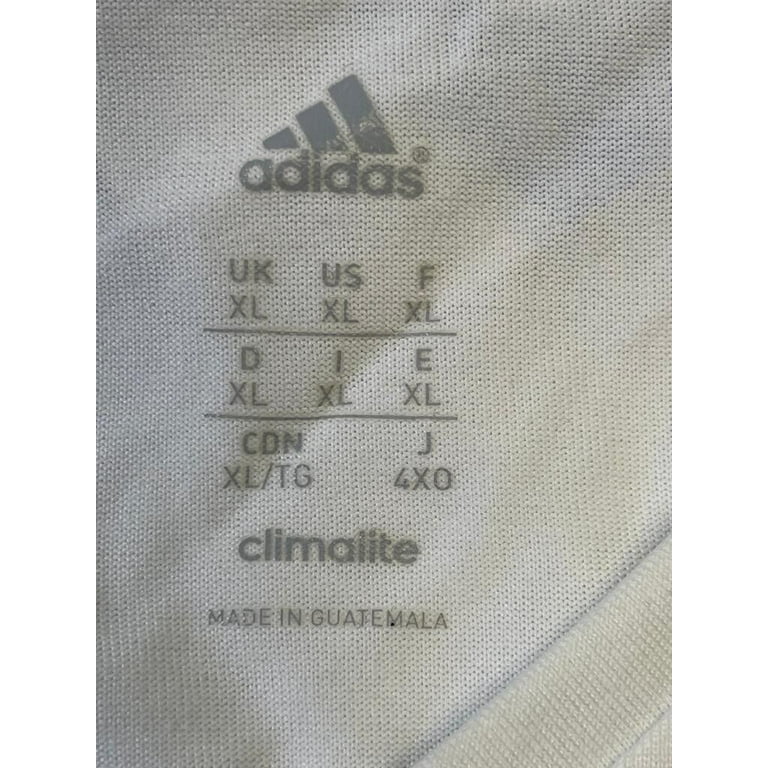 adidas®
UK US F
XL XL XL
D I E
XL XL XL
CDN J
XL/TG 4XO
climalite
MADE IN GUATEMALA